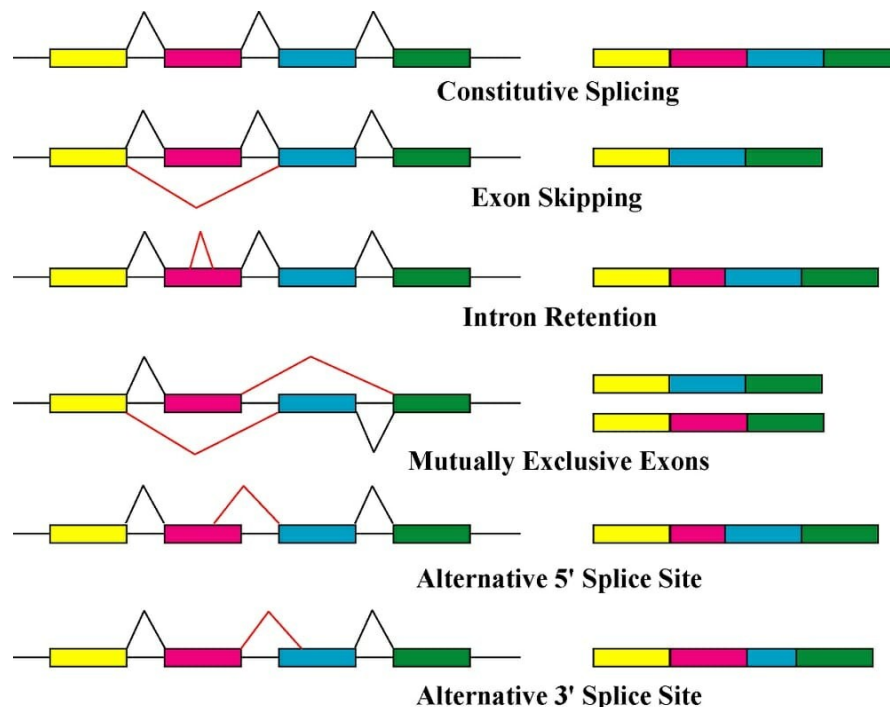 Constitutive Splicing
Exon Skipping
Intron Retention
Mutually Exclusive Exons
Alternative 5' Splice Site
Alternative 3' Splice Site